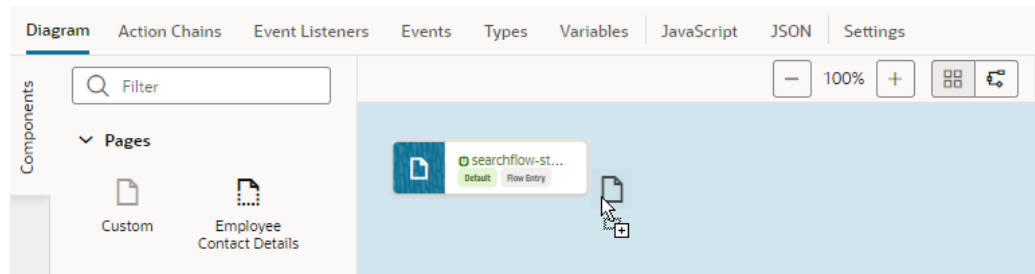 Diagram Action Chains Event Listeners Events Types Variables JavaScript JSON Settings
Components
Filter
100%
Pages
searchflow-st...
Default Flow Entry
Custom
Employee
Contact Details